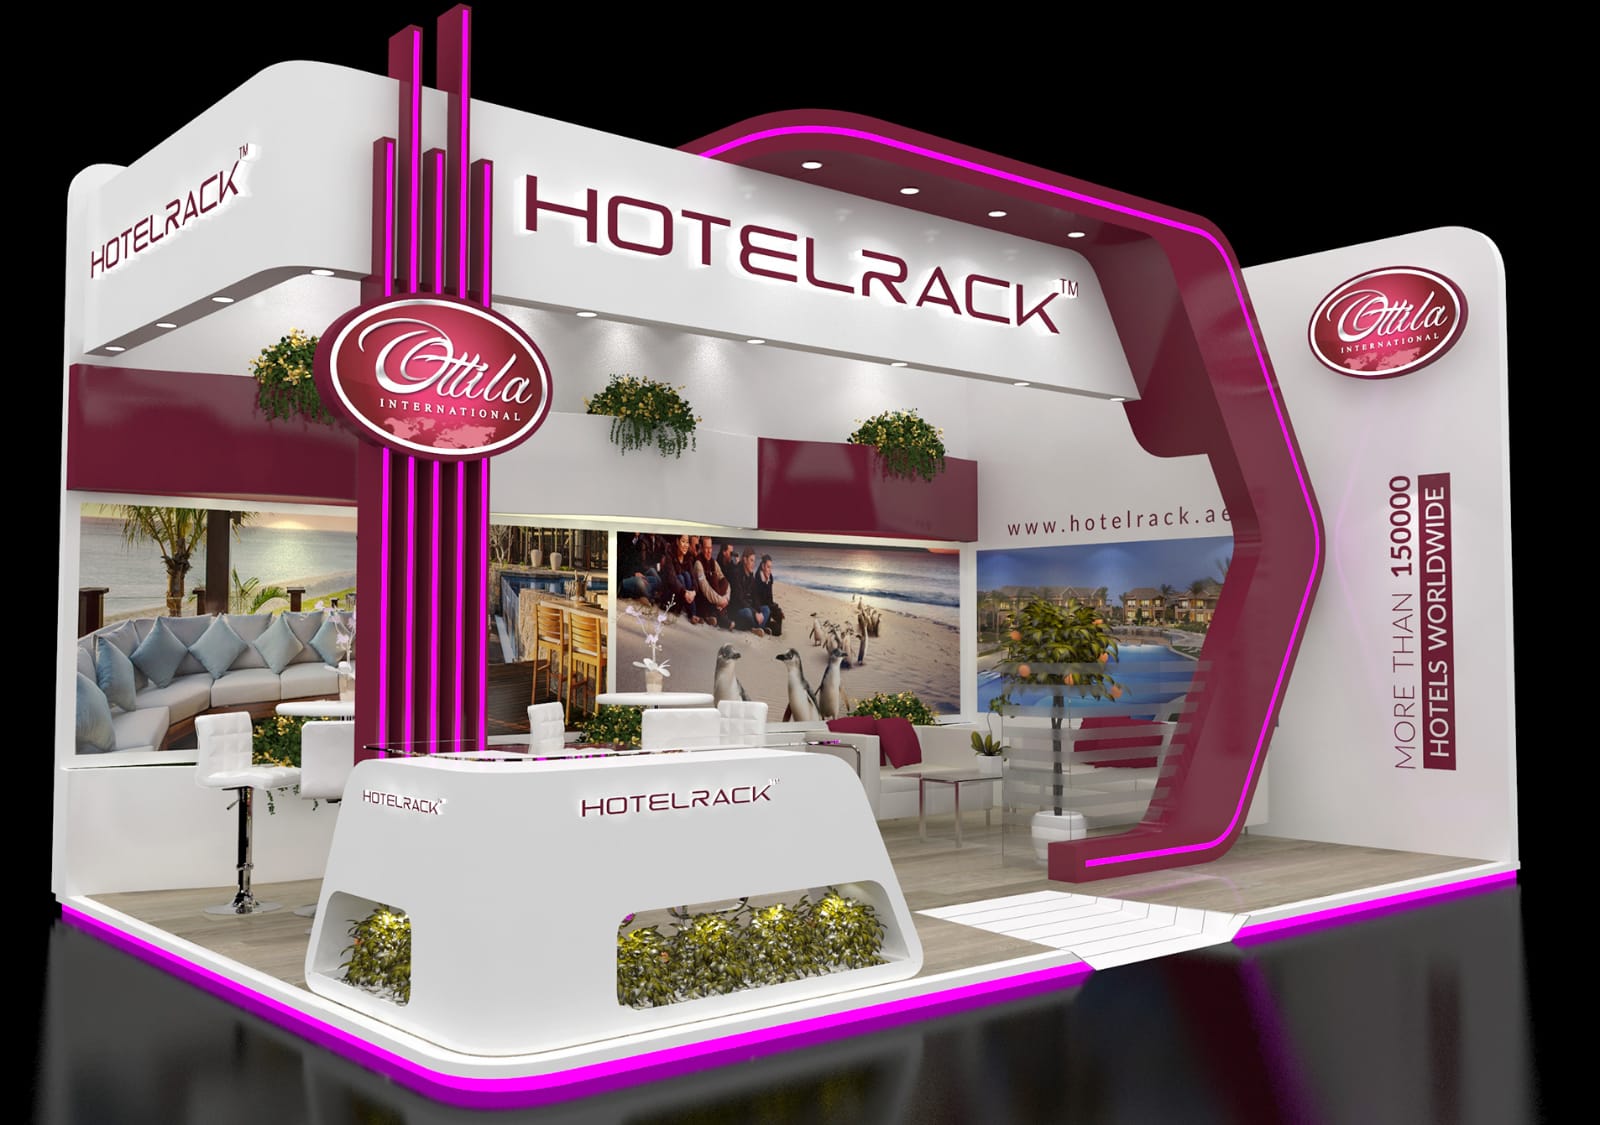 HOTELRACK™
HOTELRACK™
Ottila
INTERNATIONAL
Ottila
INTERNATIONAL
www.hotelrack.ae
MORE THAN 150000
HOTELS WORLDWIDE
HOTELRACK™
HOTELRACK™